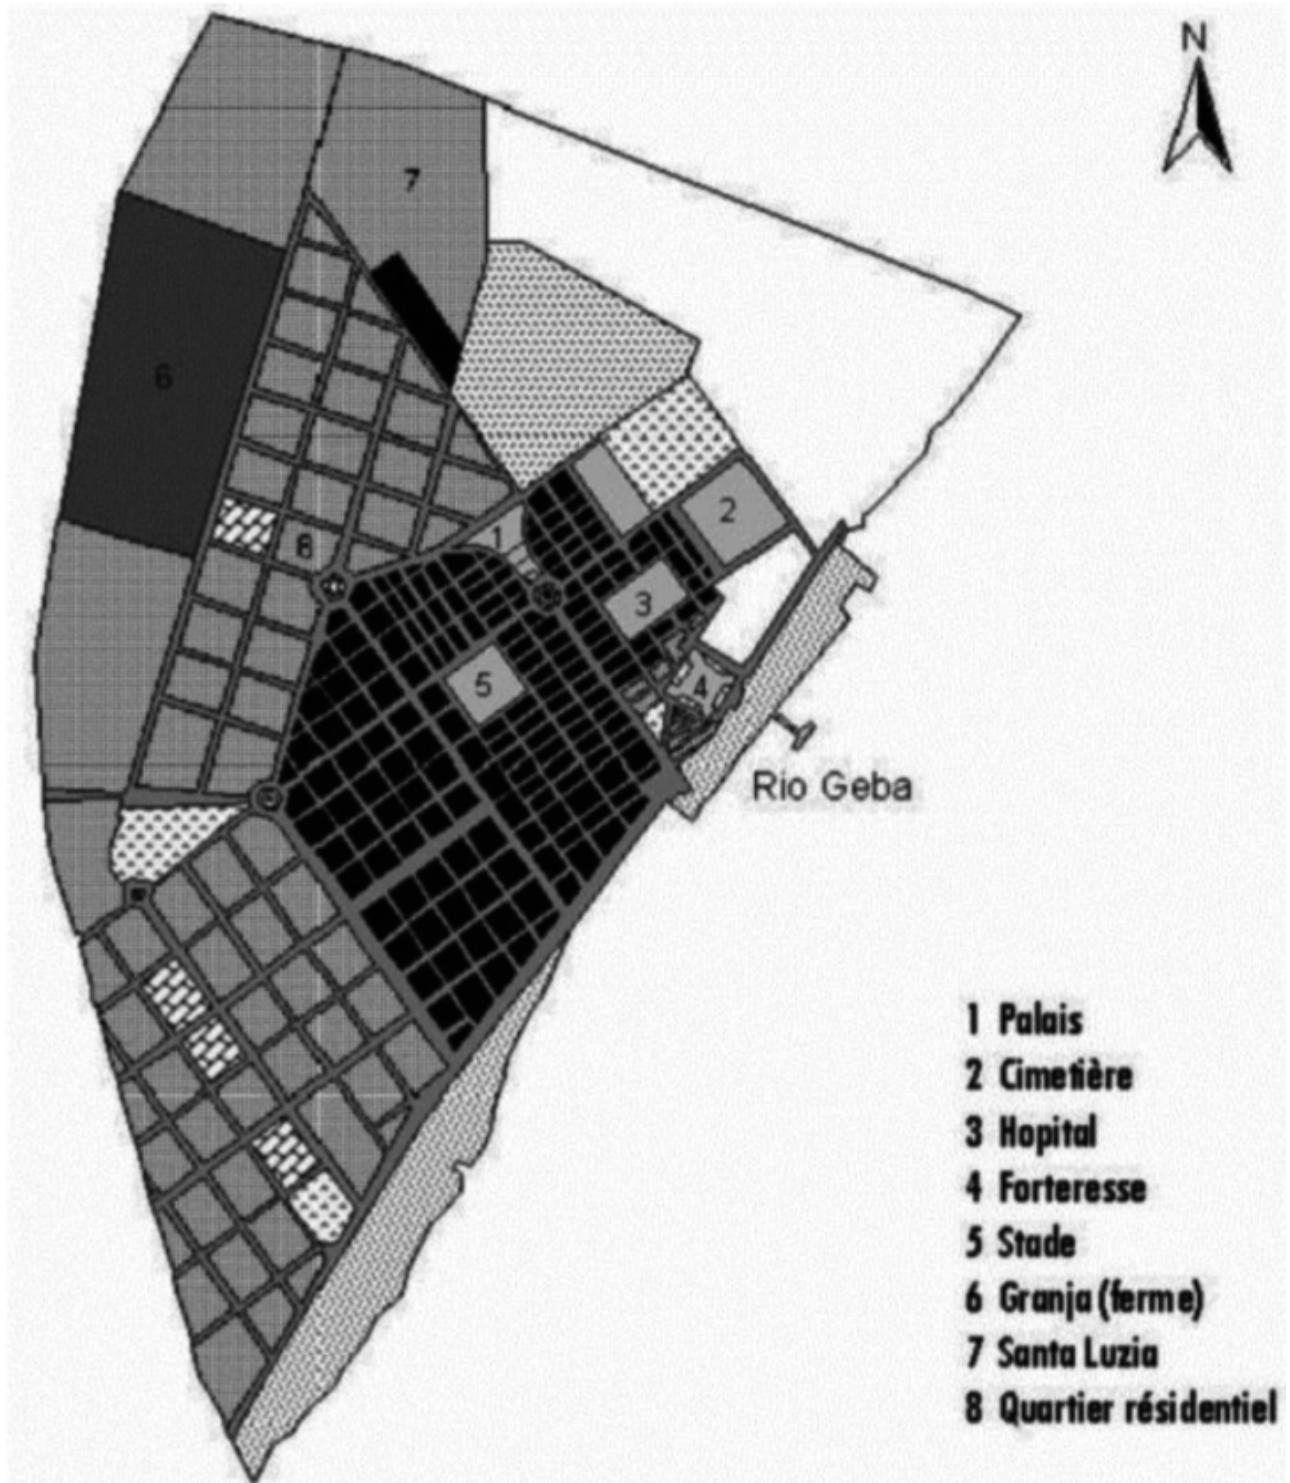 N
7
6
2
1
8
3
5
4
Rio Geba
1 Palais
2 Cimetière
3 Hopital
4 Forteresse
5 Stade
6 Granja (ferme)
7 Santa Luzia
8 Quartier résidentiel